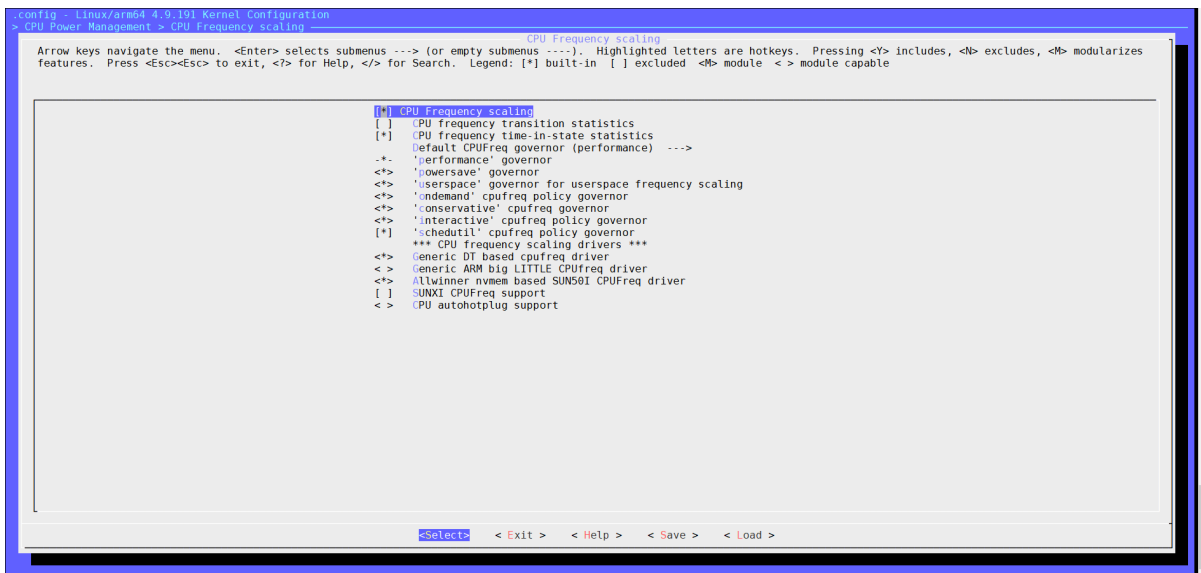 .config - Linux/arm64 4.9.191 Kernel Configuration
> CPU Power Management > CPU Frequency scaling
CPU Frequency scaling
Arrow keys navigate the menu.  <Enter> selects submenus ---> (or empty submenus ----).  Highlighted letters are hotkeys.  Pressing <Y> includes, <N> excludes, <M> modularizes
features.  Press <Esc><Esc> to exit, <?> for Help, </> for Search.  Legend: [*] built-in  [ ] excluded  <M> module  < > module capable
[*] CPU Frequency scaling
[ ]   CPU frequency transition statistics
[*]   CPU frequency time-in-state statistics
Default CPUFreq governor (performance)  --->
-*-   'performance' governor
<*>   'powersave' governor
<*>   'userspace' governor for userspace frequency scaling
<*>   'ondemand' cpufreq policy governor
<*>   'conservative' cpufreq governor
<*>   'interactive' cpufreq policy governor
[*]   'schedutil' cpufreq policy governor
*** CPU frequency scaling drivers ***
<*>   Generic DT based cpufreq driver
< >   Generic ARM big LITTLE CPUfreq driver
<*>   Allwinner nvmem based SUN50I CPUFreq driver
[ ]   SUNXI CPUFreq support
< >   CPU autohotplug support
<Select>    < Exit >    < Help >    < Save >    < Load >